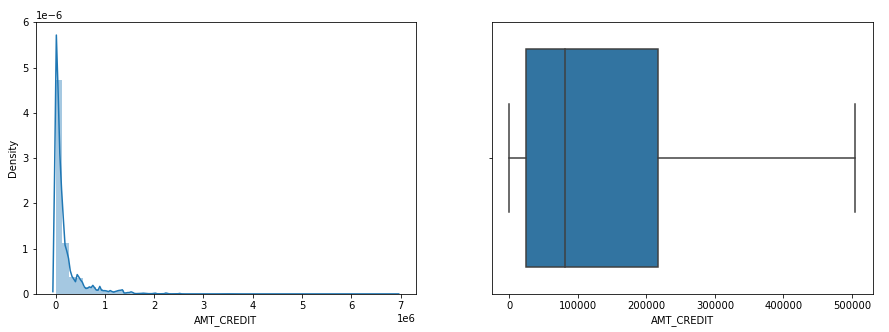 1e−6
6
5
4
3
2
1
0
Density
0 1 2 3 4 5 6 7
1e6
AMT_CREDIT
0 100000 200000 300000 400000 500000
AMT_CREDIT